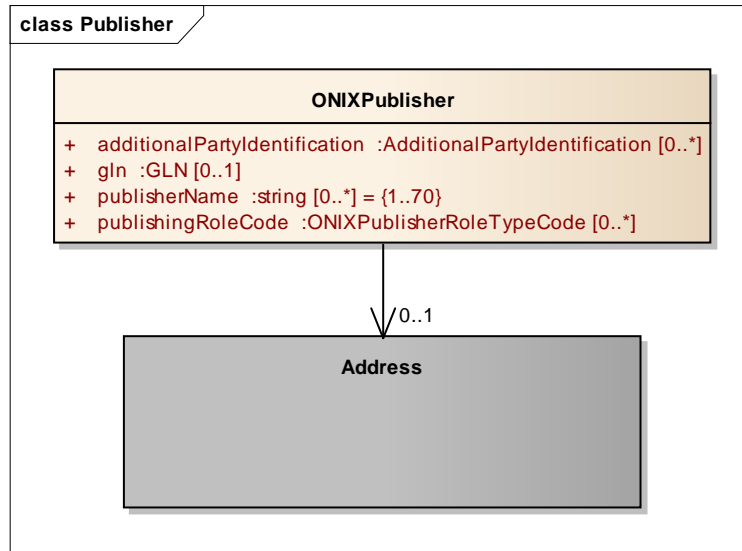 class Publisher
ONIXPublisher
+ additionalPartyIdentification :AdditionalPartyIdentification [0..*]
+ gln :GLN [0..1]
+ publisherName :string [0..*] = {1..70}
+ publishingRoleCode :ONIXPublisherRoleTypeCode [0..*]
0..1
Address